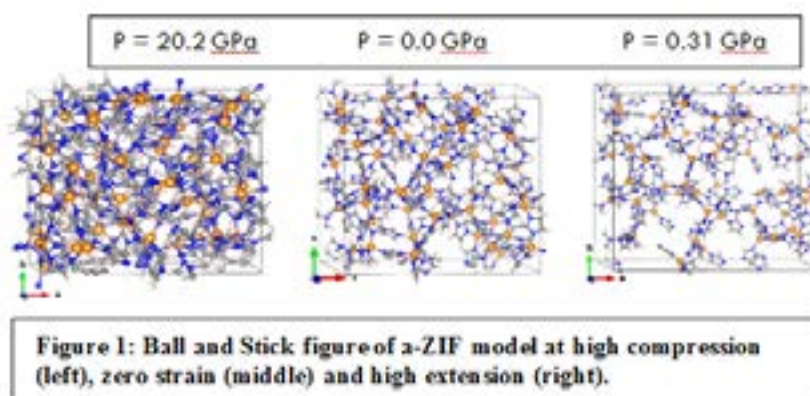 P = 20.2 GPa P = 0.0 GPa P = 0.31 GPa
Figure 1: Ball and Stick figure of a-ZIF model at high compression
(left), zero strain (middle) and high extension (right).